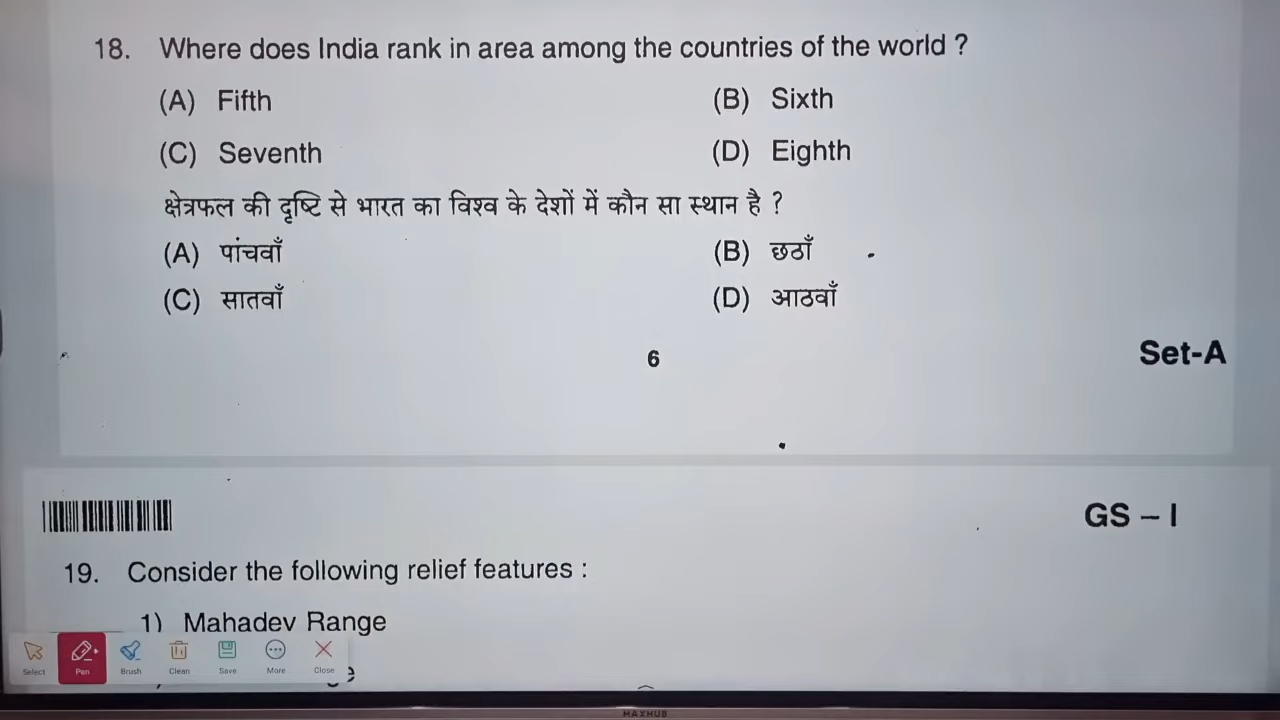 18. Where does India rank in area among the countries of the world ?
(A) Fifth (B) Sixth
(C) Seventh (D) Eighth
क्षेत्रफल की दृष्टि से भारत का विश्व के देशों में कौन सा स्थान है ?
(A) पांचवाँ (B) छठाँ
(C) सातवाँ (D) आठवाँ
6 Set-A
GS – I
19. Consider the following relief features :
1) Mahadev Range
Select Pen Brush Clean Save More Close
MAXHUB